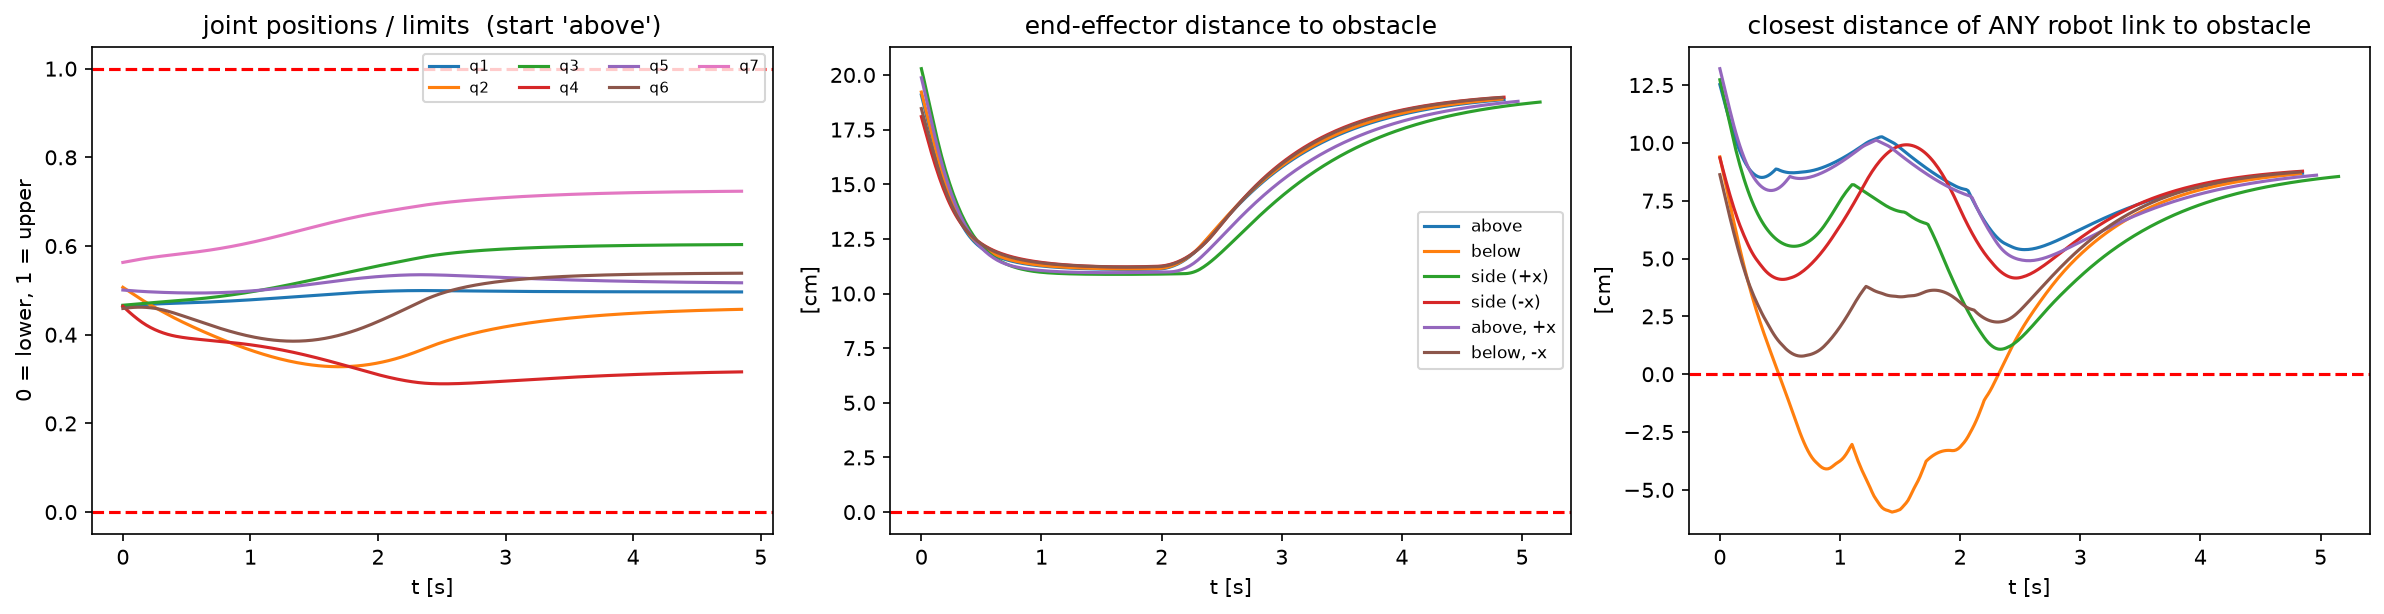 joint positions / limits  (start 'above')
0 = lower, 1 = upper
1.0
0.8
0.6
0.4
0.2
0.0
q1 q3 q5 q7
q2 q4 q6
0 1 2 3 4 5
t [s]
end-effector distance to obstacle
[cm]
20.0
17.5
15.0
12.5
10.0
7.5
5.0
2.5
0.0
above
below
side (+x)
side (-x)
above, +x
below, -x
0 1 2 3 4 5
t [s]
closest distance of ANY robot link to obstacle
[cm]
12.5
10.0
7.5
5.0
2.5
0.0
−2.5
−5.0
0 1 2 3 4 5
t [s]